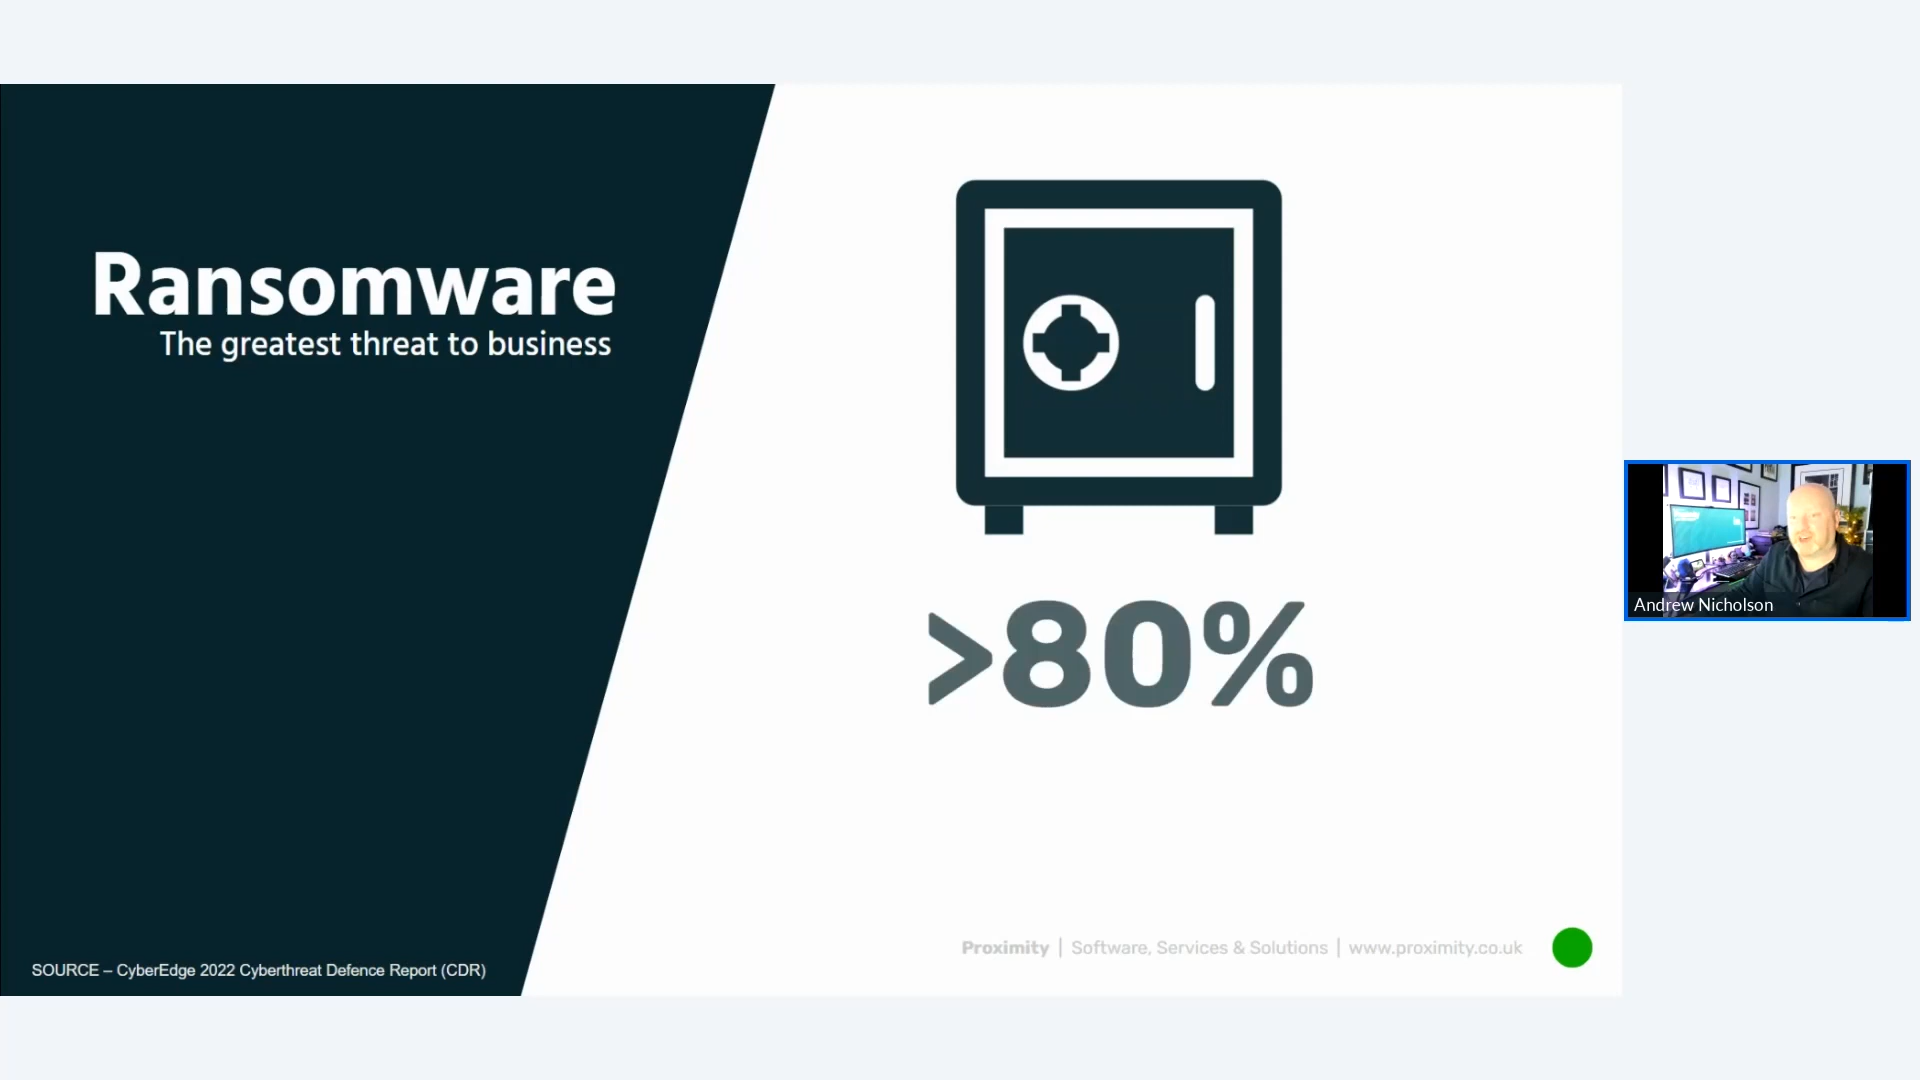 Ransomware
The greatest threat to business
>80%
Andrew Nicholson
Proximity | Software, Services & Solutions | www.proximity.co.uk
SOURCE – CyberEdge 2022 Cyberthreat Defence Report (CDR)